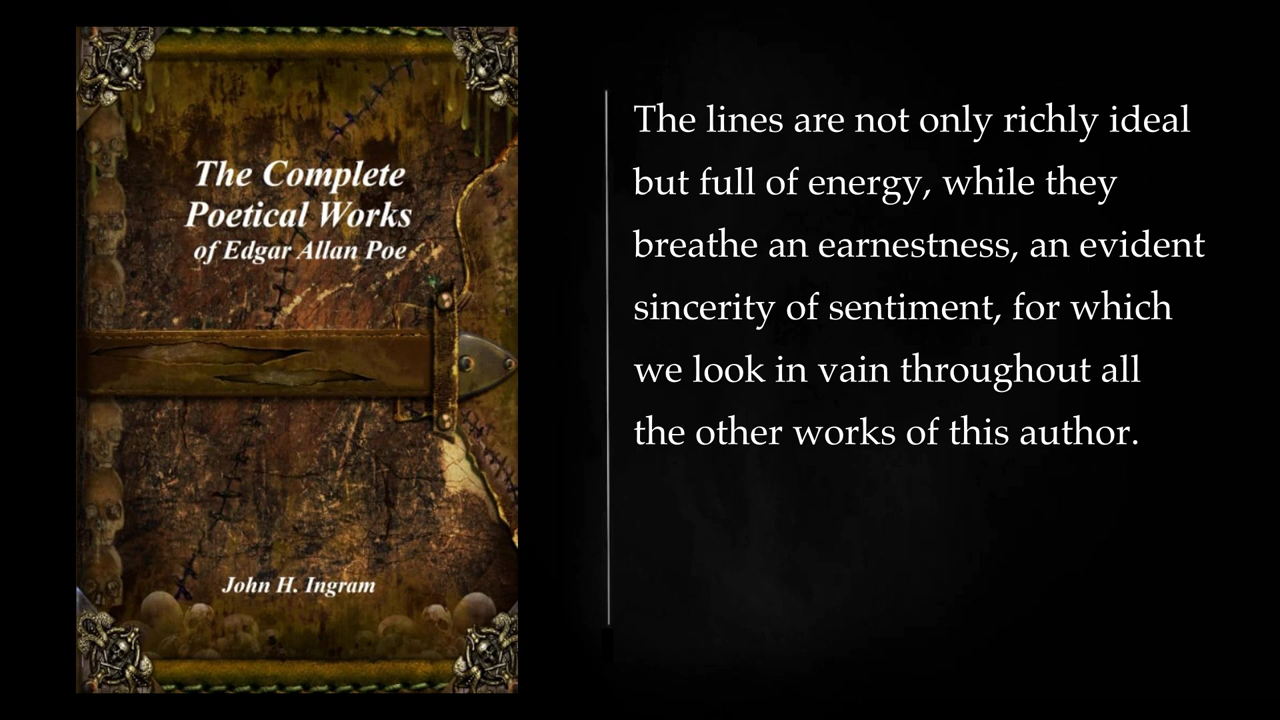 The Complete
Poetical Works
of Edgar Allan Poe
John H. Ingram
The lines are not only richly ideal
but full of energy, while they
breathe an earnestness, an evident
sincerity of sentiment, for which
we look in vain throughout all
the other works of this author.